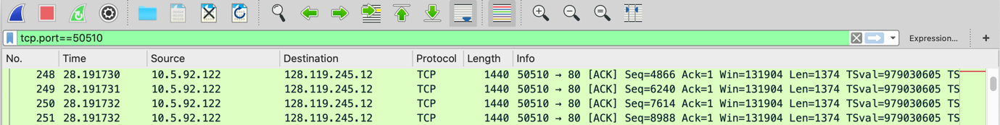 tcp.port==50510 Expression... +
No. Time Source Destination Protocol Length Info
248 28.191730 10.5.92.122 128.119.245.12 TCP 1440 50510 → 80 [ACK] Seq=4866 Ack=1 Win=131904 Len=1374 TSval=979030605 TS
249 28.191731 10.5.92.122 128.119.245.12 TCP 1440 50510 → 80 [ACK] Seq=6240 Ack=1 Win=131904 Len=1374 TSval=979030605 TS
250 28.191732 10.5.92.122 128.119.245.12 TCP 1440 50510 → 80 [ACK] Seq=7614 Ack=1 Win=131904 Len=1374 TSval=979030605 TS
251 28.191732 10.5.92.122 128.119.245.12 TCP 1440 50510 → 80 [ACK] Seq=8988 Ack=1 Win=131904 Len=1374 TSval=979030605 TS